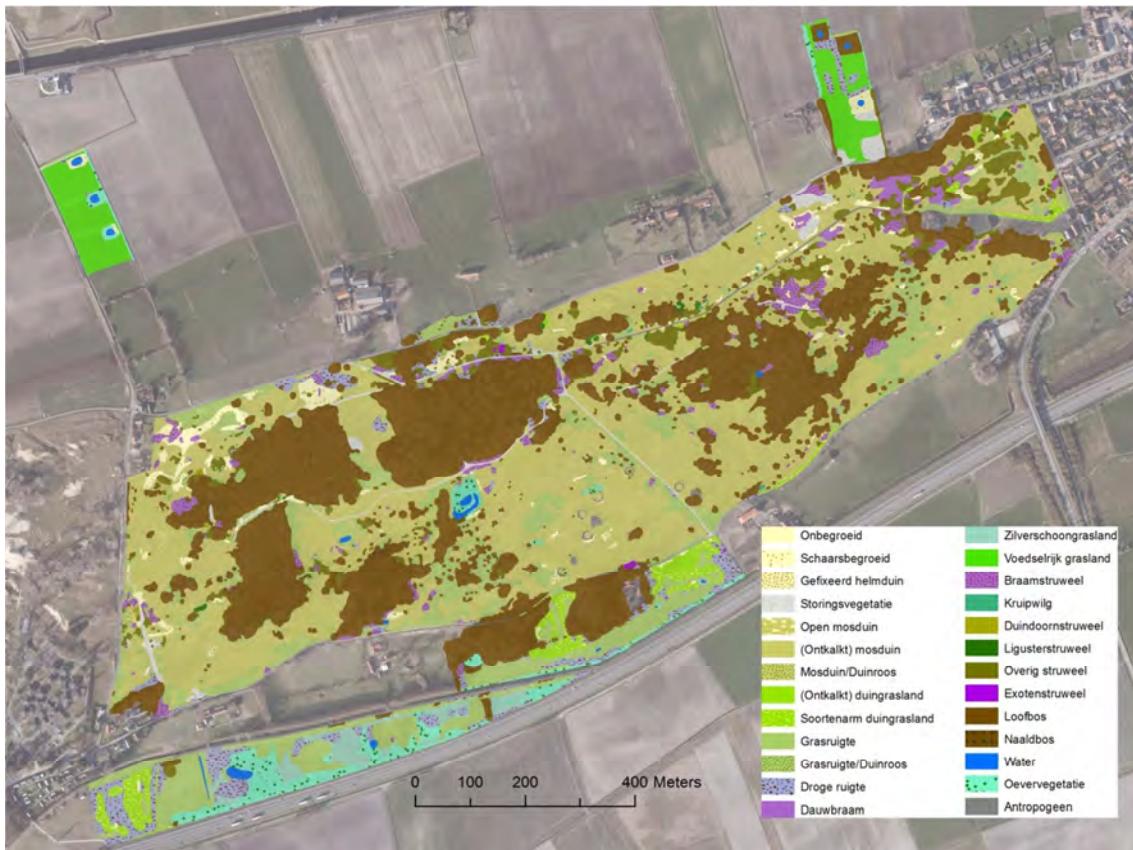 Onbegroeid
Schaarsbegroeid
Gefixeerd helmduin
Storingsvegetatie
Open mosduin
(Ontkalkt) mosduin
Mosduin/Duinroos
(Ontkalkt) duingrasland
Soortenarm duingrasland
Grasruigte
Grasruigte/Duinroos
Droge ruigte
Dauwbraam
Zilverschoongrasland
Voedselrijk grasland
Braamstruweel
Kruipwilg
Duindoornstruweel
Ligusterstruweel
Overig struweel
Exotenstruweel
Loofbos
Naaldbos
Water
Oevervegetatie
Antropogeen
0 100 200 400 Meters